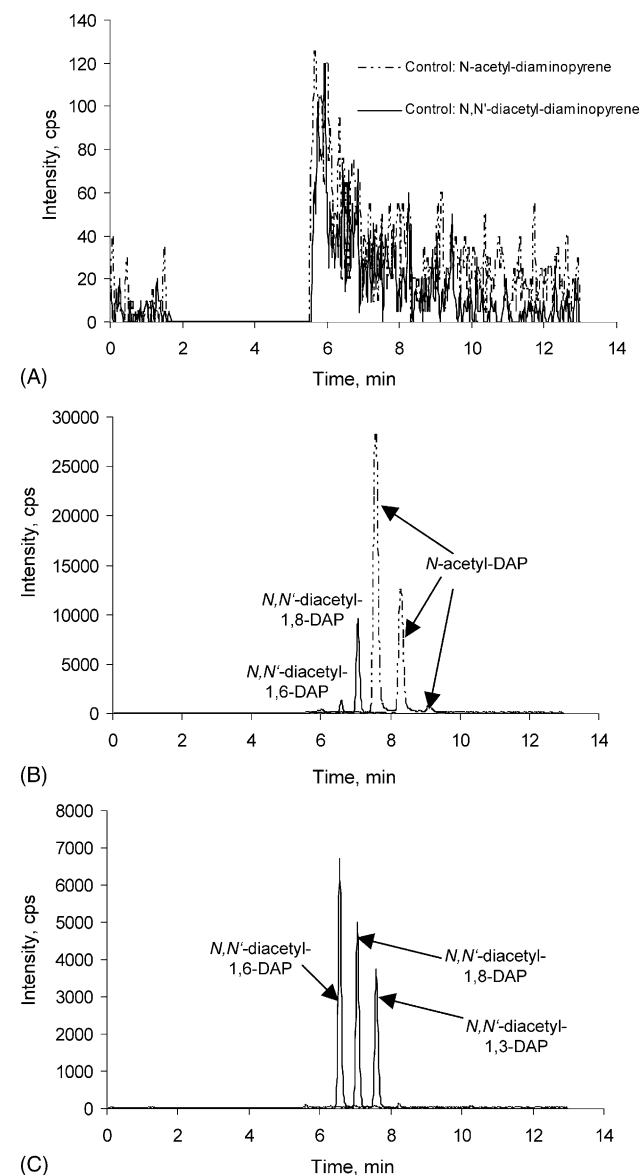 140
120
100
80
60
40
20
0
Intensity, cps
Control: N-acetyl-diaminopyrene
Control: N,N'-diacetyl-diaminopyrene
0 2 4 6 8 10 12 14
Time, min
(A)
30000
25000
20000
15000
10000
5000
0
Intensity, cps
N-acetyl-DAP
N,N'-diacetyl-
1,8-DAP
N,N'-diacetyl-
1,6-DAP
0 2 4 6 8 10 12 14
Time, min
(B)
8000
7000
6000
5000
4000
3000
2000
1000
0
Intensity, cps
N,N'-diacetyl-
1,6-DAP
N,N'-diacetyl-
1,8-DAP
N,N'-diacetyl-
1,3-DAP
0 2 4 6 8 10 12 14
Time, min
(C)